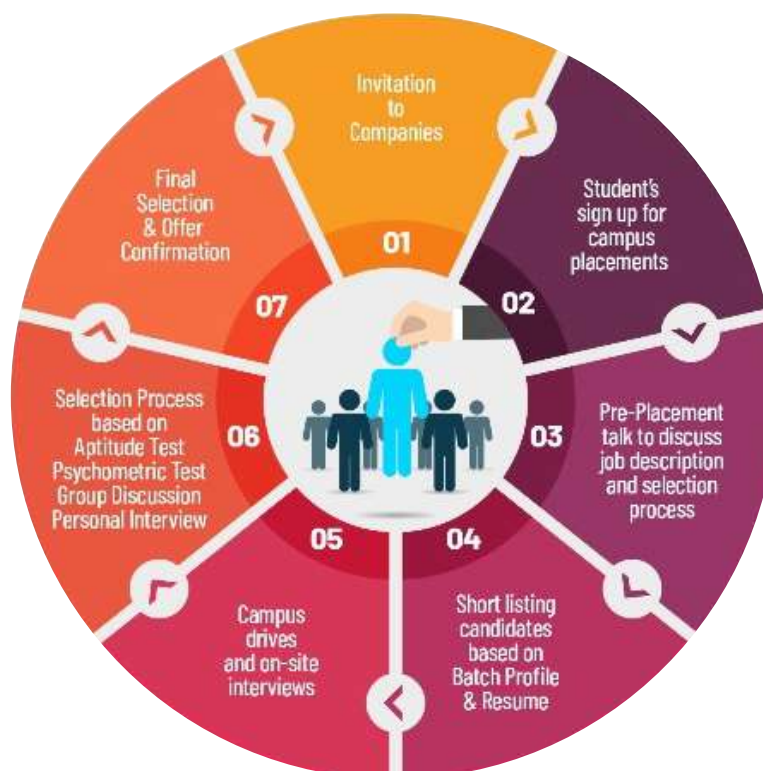 Invitation
to
Companies
01
Student's
sign up for
campus
placements
02
Pre-Placement
talk to discuss
job description
and selection
process
03
Short listing
candidates
based on
Batch Profile
& Resume
04
Campus
drives
and on-site
interviews
05
Selection Process
based on
Aptitude Test
Psychometric Test
Group Discussion
Personal Interview
06
Final
Selection
& Offer
Confirmation
07